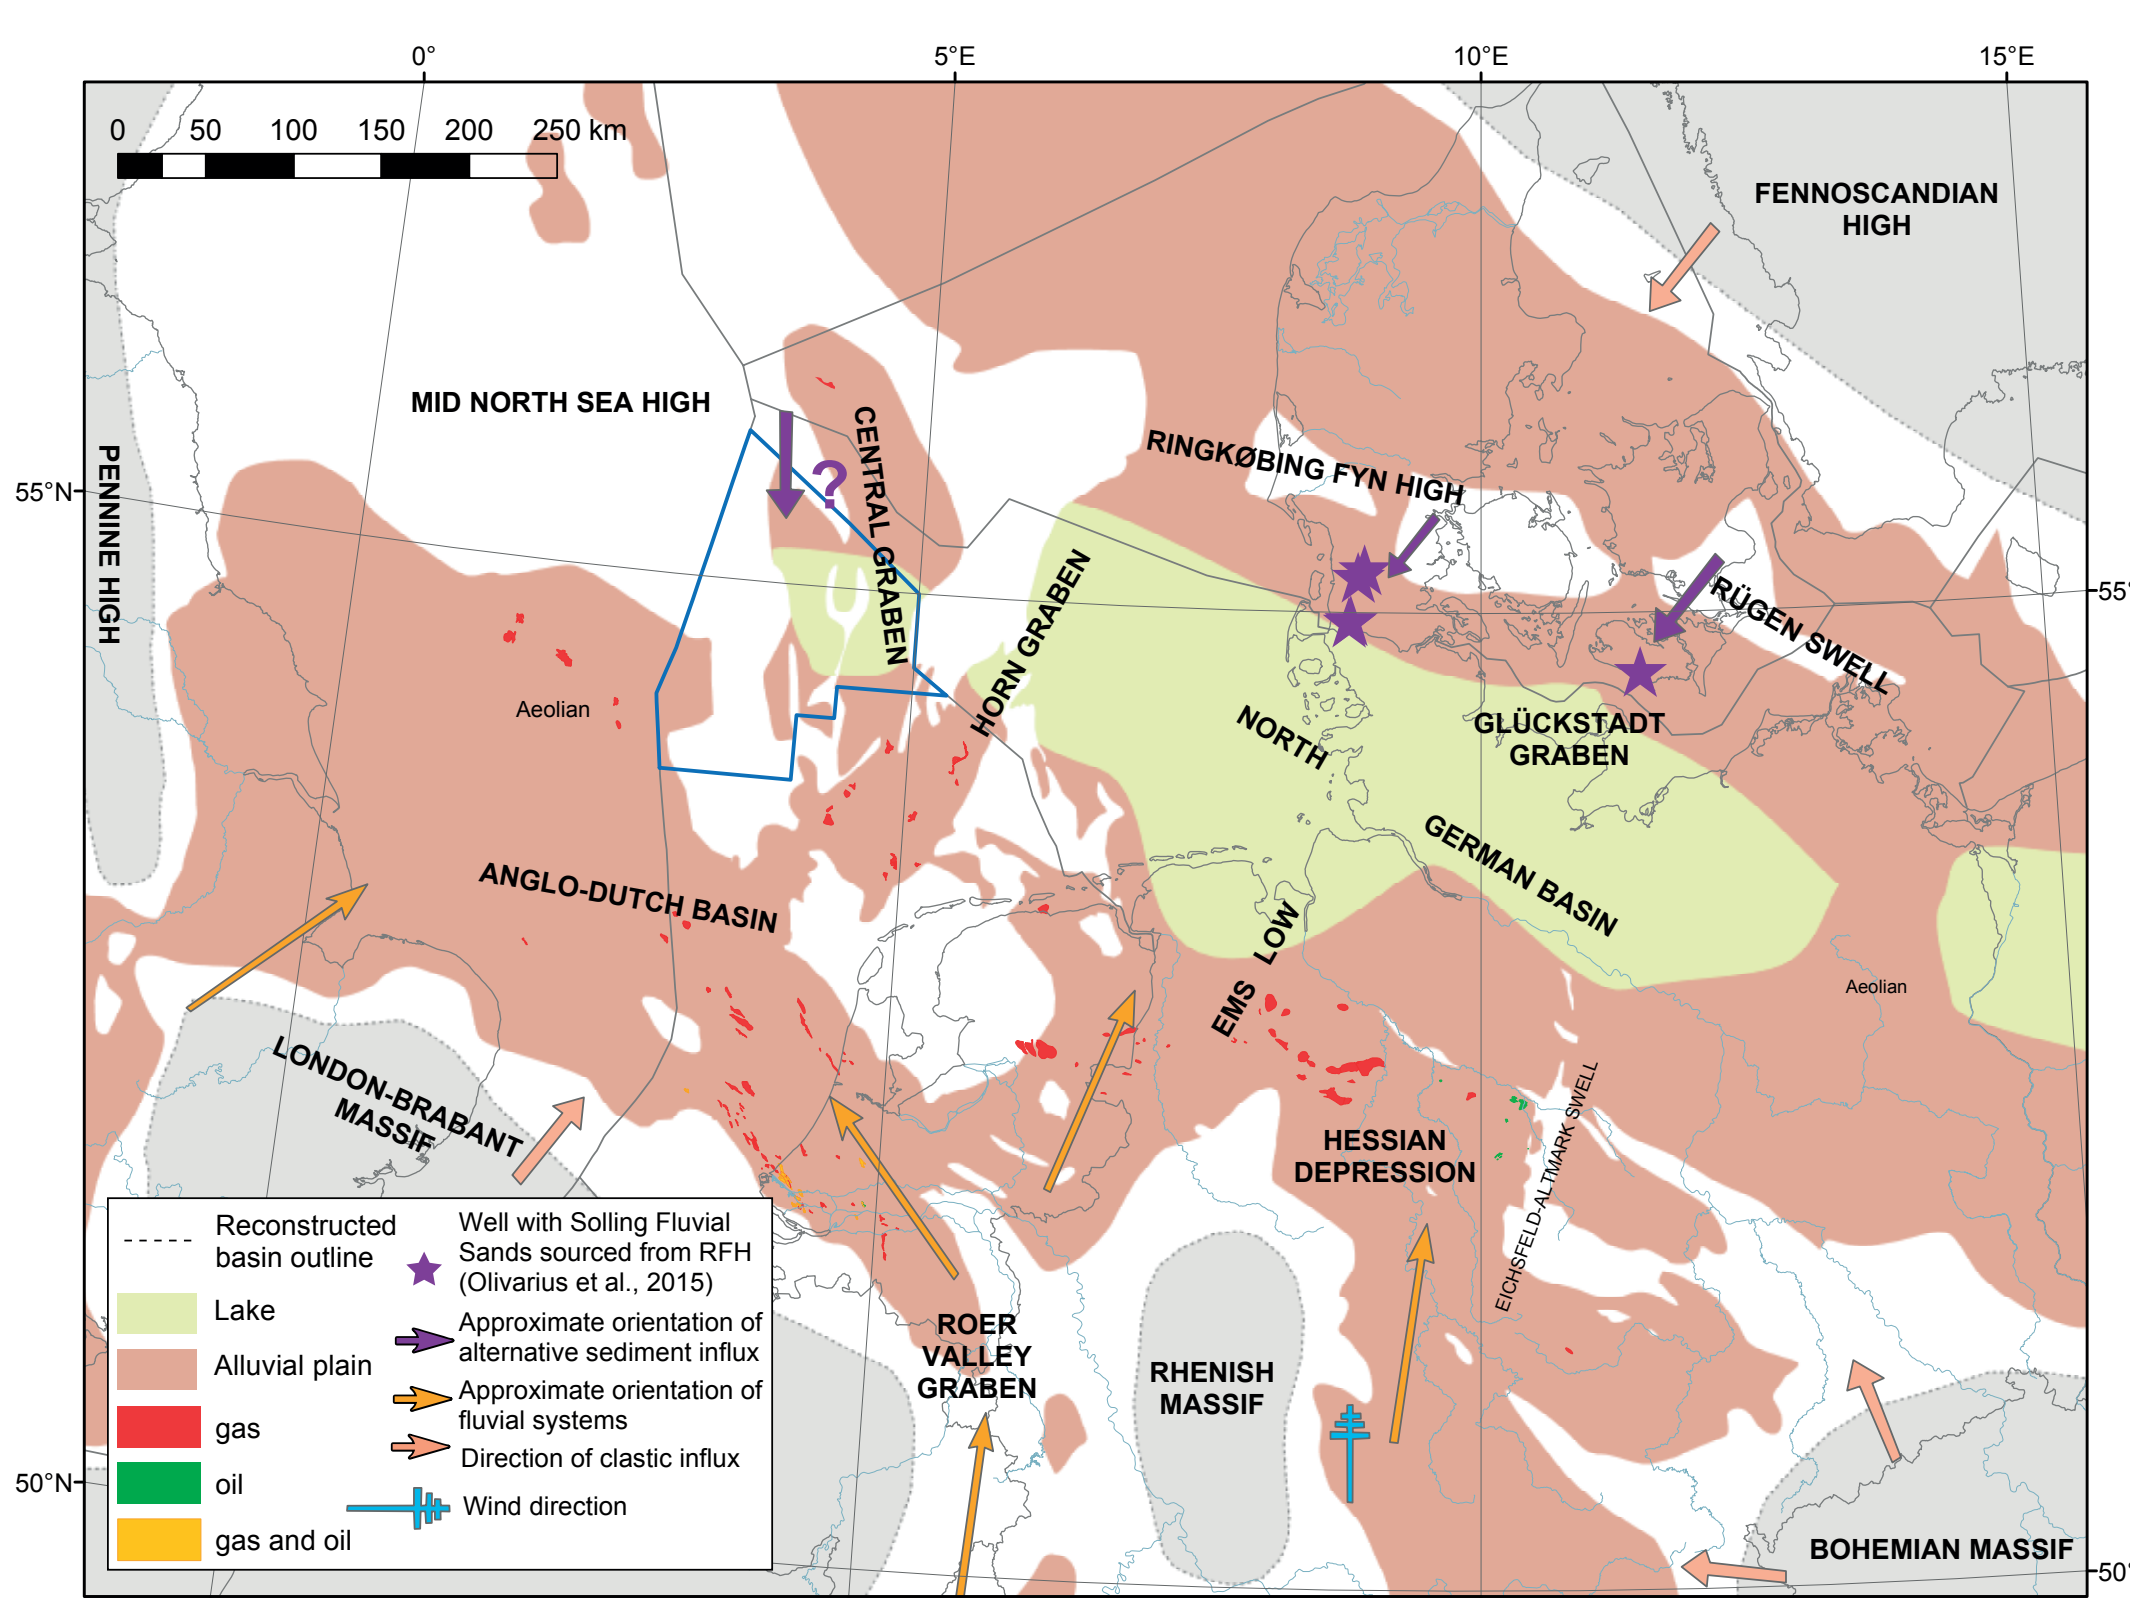 0°
5°E
10°E
15°E
0 50 100 150 200 250 km
FENNOSCANDIAN
HIGH
MID NORTH SEA HIGH
CENTRAL GRABEN
?
RINGKØBING FYN HIGH
PENNINE HIGH
55°N
55°
HORN GRABEN
RÜGEN SWELL
Aeolian
NORTH
GERMAN BASIN
GLÜCKSTADT
GRABEN
ANGLO-DUTCH BASIN
EMS LOW
Aeolian
LONDON-BRABANT
MASSIF
HESSIAN
DEPRESSION
EICHSFELD-ALTMARK SWELL
ROER
VALLEY
GRABEN
RHENISH
MASSIF
BOHEMIAN MASSIF
50°N
50°
Reconstructed
basin outline
Lake
Alluvial plain
gas
oil
gas and oil
Well with Solling Fluvial
Sands sourced from RFH
(Olivarius et al., 2015)
Approximate orientation of
alternative sediment influx
Approximate orientation of
fluvial systems
Direction of clastic influx
Wind direction